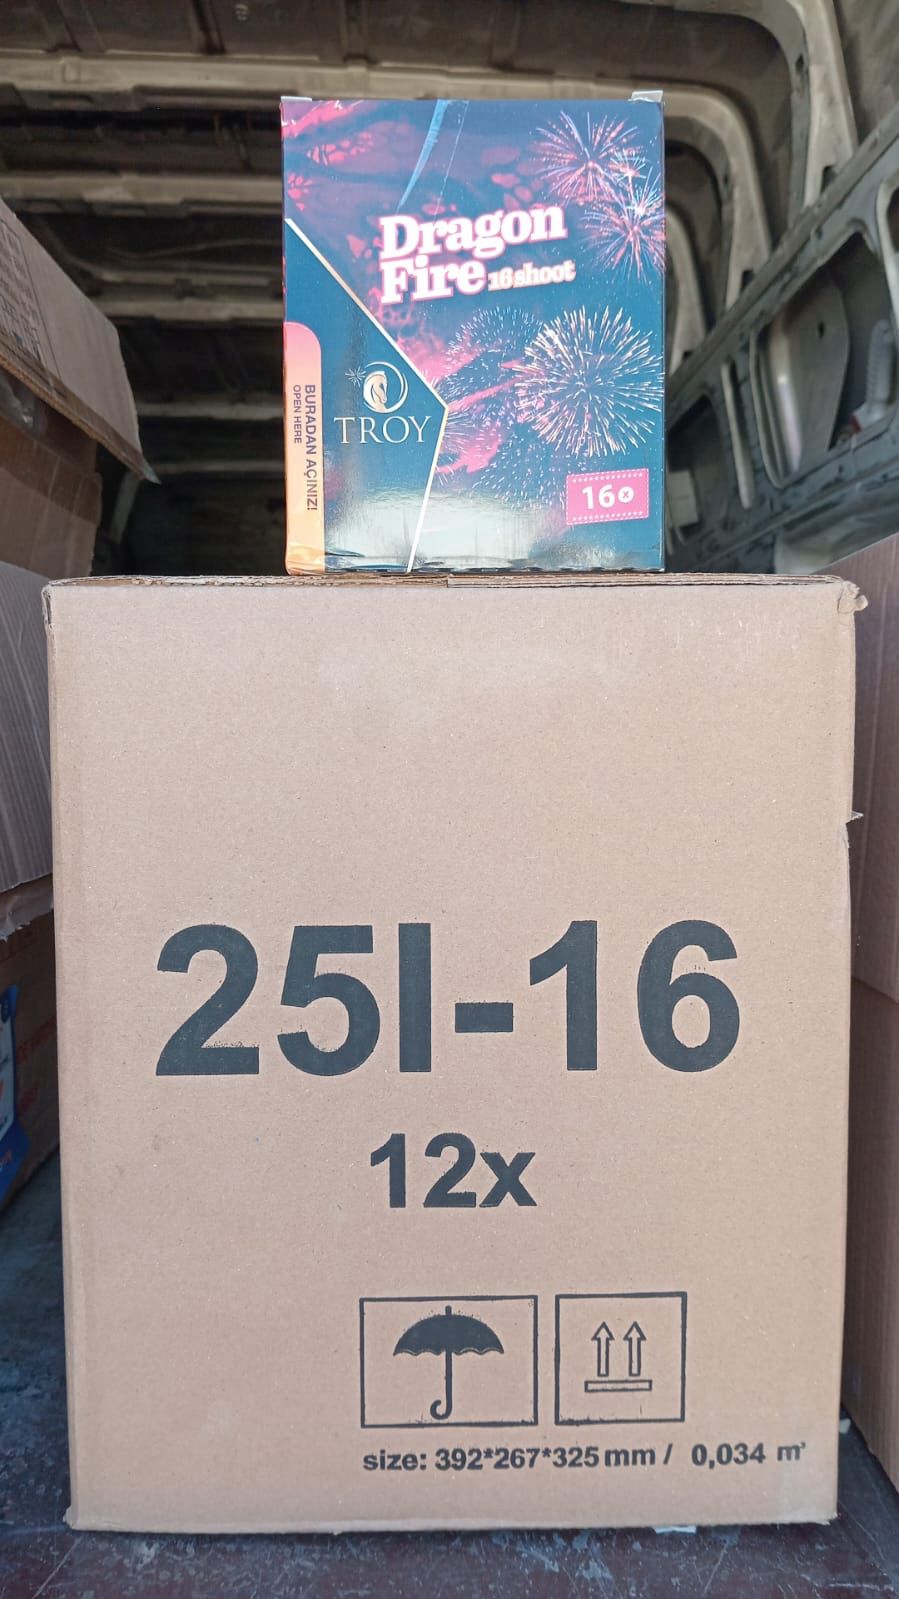 Dragon
Fire 16 shoot
TROY
BURADAN AÇINIZ!
OPEN HERE
16x
25I-16
12x
size: 392*267*325 mm / 0,034 m³